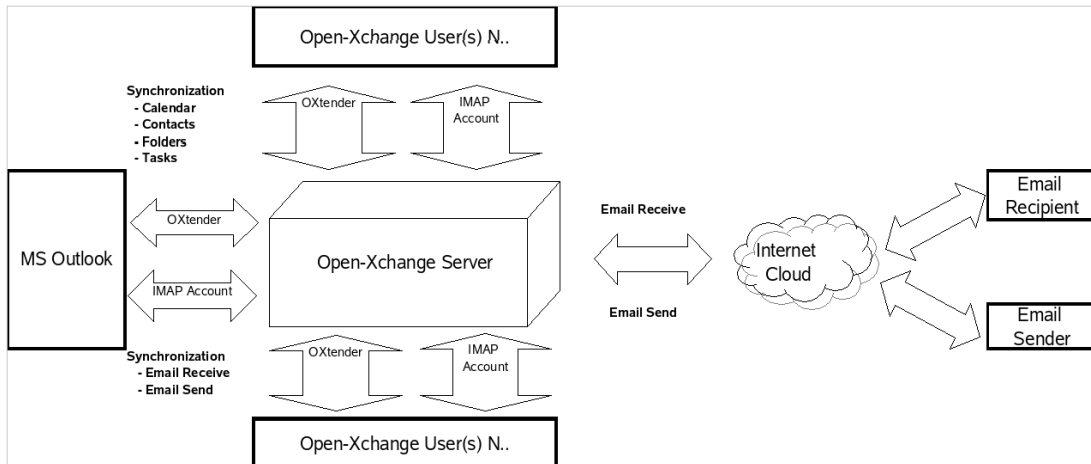 Open-Xchange User(s) N..
Synchronization
- Calendar
- Contacts
- Folders
- Tasks
OXtender
IMAP
Account
MS Outlook
OXtender
IMAP Account
Open-Xchange Server
Email Receive
Email Send
Internet
Cloud
Email
Recipient
Email
Sender
Synchronization
- Email Receive
- Email Send
OXtender
IMAP
Account
Open-Xchange User(s) N..